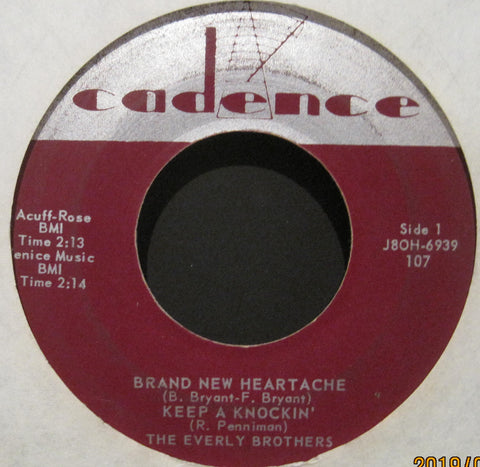 cadence
Acuff-Rose
BMI
Time 2:13
enice Music
BMI
Time 2:14
Side 1
J8OH-6939
107
BRAND NEW HEARTACHE
(B. Bryant-F. Bryant)
KEEP A KNOCKIN'
(R. Penniman)
THE EVERLY BROTHERS